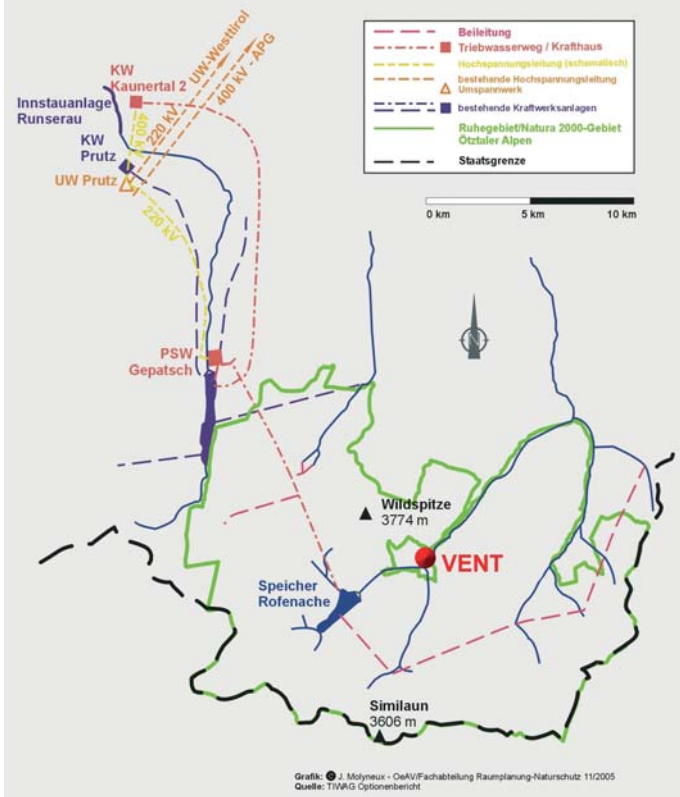 KW
Kaunertal 2
UW-Westtirol
400 kV - APG
220 kV
400 kV
Innstauanlage
Runserau
KW
Prutz
UW Prutz
220 kV
Beileitung
Triebwasserweg / Krafthaus
Hochspannungsleitung (schematisch)
bestehende Hochspannungsleitung
Umspannwerk
bestehende Kraftwerksanlagen
Ruhegebiet/Natura 2000-Gebiet
Ötztaler Alpen
Staatsgrenze
0 km
5 km
10 km
N
PSW
Gepatsch
Wildspitze
3774 m
VENT
Speicher
Rofenache
Similaun
3606 m
Grafik: © J. Molyneux - OeAV/Fachabteilung Raumplanung-Naturschutz 11/2005
Quelle: TIWAG Optionenbericht